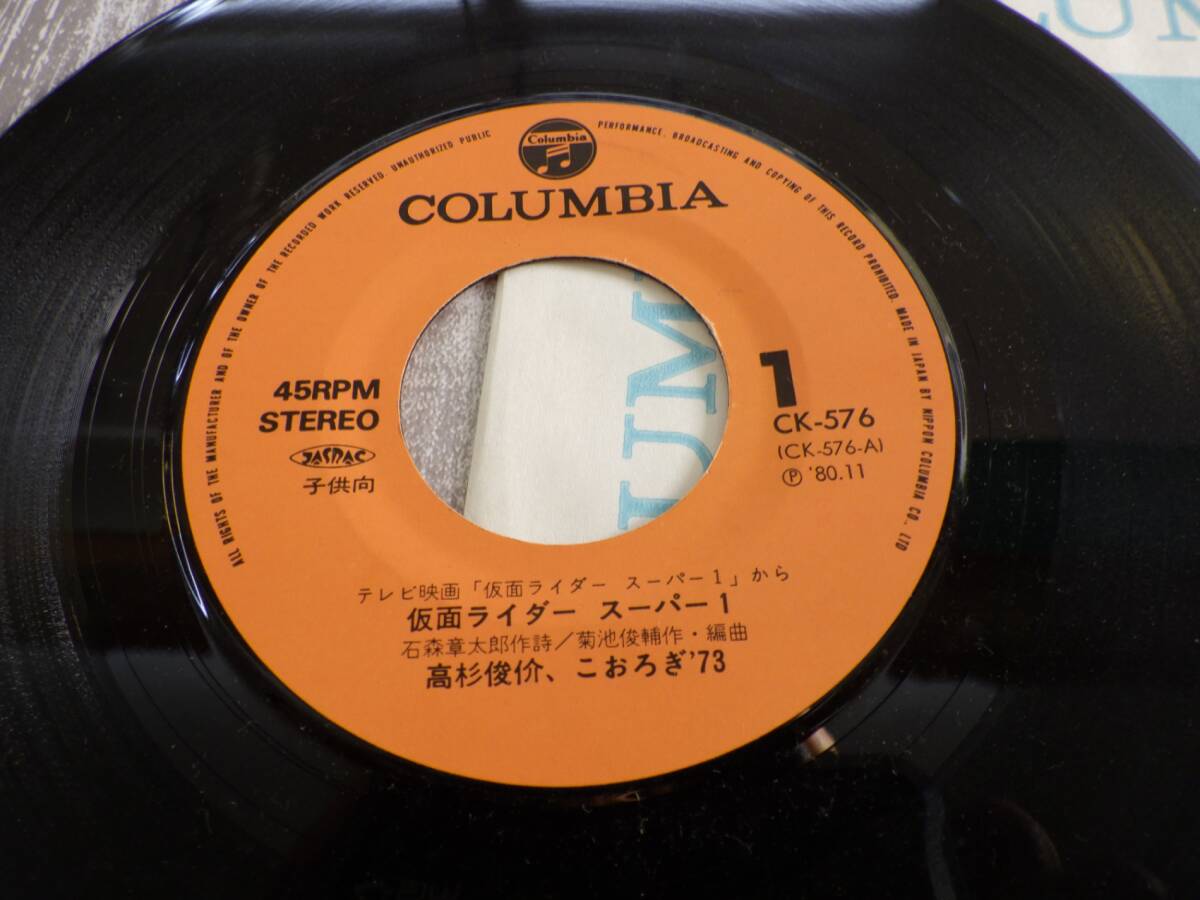 Columbia
COLUMBIA
ALL RIGHTS OF THE MANUFACTURER AND OF THE OWNER OF THE RECORDED WORK RESERVED. UNAUTHORIZED PUBLIC PERFORMANCE, BROADCASTING AND COPYING OF THIS RECORD PROHIBITED. MADE IN JAPAN BY NIPPON COLUMBIA CO., LTD
45RPM
STEREO
JASRAC
子供向
1
CK-576
(CK-576-A)
Ⓟ '80.11
テレビ映画「仮面ライダー スーパー1」から
仮面ライダー スーパー1
石森章太郎作詩/菊池俊輔作・編曲
高杉俊价、こおろぎ'73
UM
LUM